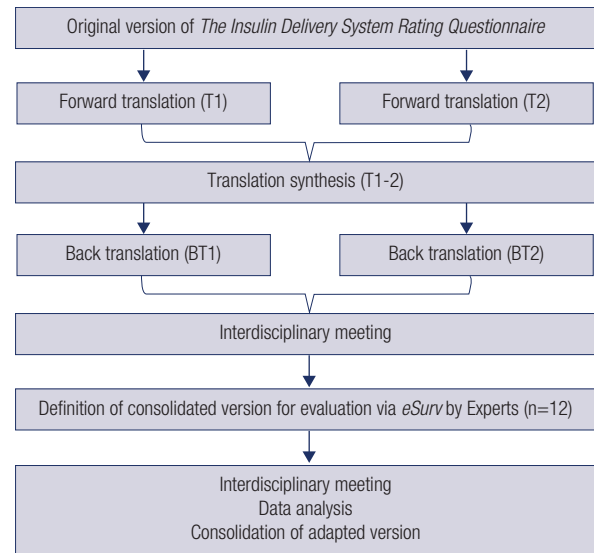 Original version of The Insulin Delivery System Rating Questionnaire
Forward translation (T1)
Forward translation (T2)
Translation synthesis (T1-2)
Back translation (BT1)
Back translation (BT2)
Interdisciplinary meeting
Definition of consolidated version for evaluation via eSurv by Experts (n=12)
Interdisciplinary meeting
Data analysis
Consolidation of adapted version